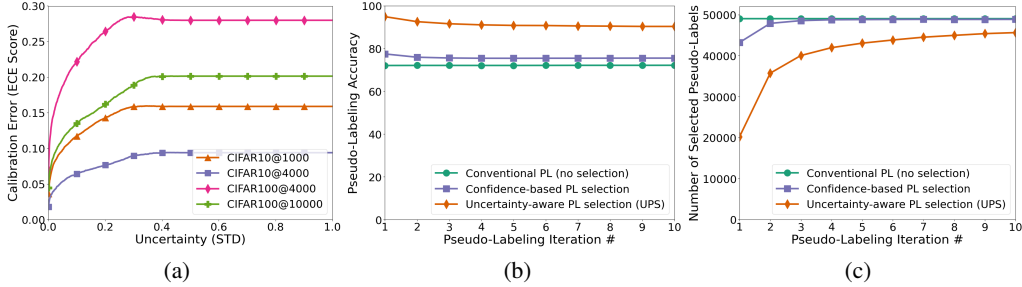 Calibration Error (ECE Score)
0.30
0.25
0.20
0.15
0.10
0.05
0.00
0.0 0.2 0.4 0.6 0.8 1.0
Uncertainty (STD)
CIFAR10@1000
CIFAR10@4000
CIFAR100@4000
CIFAR100@10000
(a)
Pseudo-Labeling Accuracy
100
80
60
40
20
0
1 2 3 4 5 6 7 8 9 10
Pseudo-Labeling Iteration #
Conventional PL (no selection)
Confidence-based PL selection
Uncertainty-aware PL selection (UPS)
(b)
Number of Selected Pseudo-Labels
50000
40000
30000
20000
10000
0
1 2 3 4 5 6 7 8 9 10
Pseudo-Labeling Iteration #
Conventional PL (no selection)
Confidence-based PL selection
Uncertainty-aware PL selection (UPS)
(c)